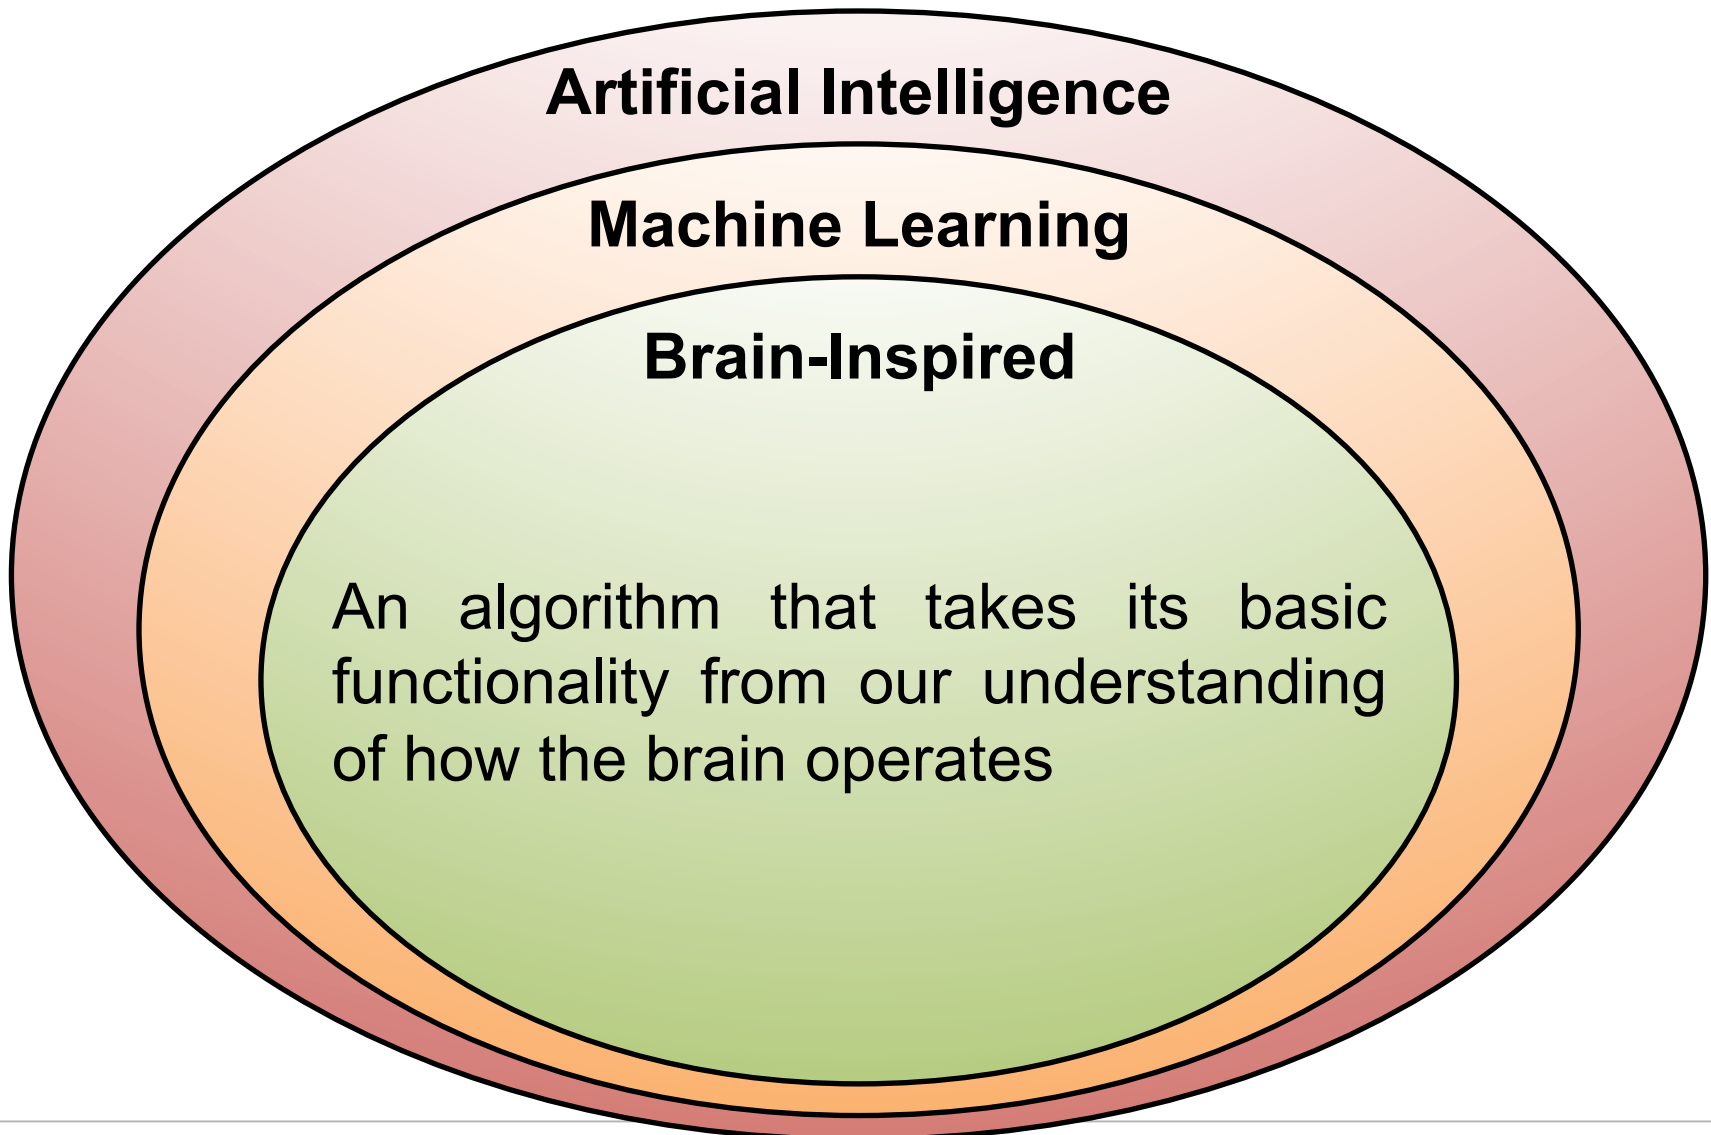 Artificial Intelligence
Machine Learning
Brain-Inspired
An algorithm that takes its basic
functionality from our understanding
of how the brain operates